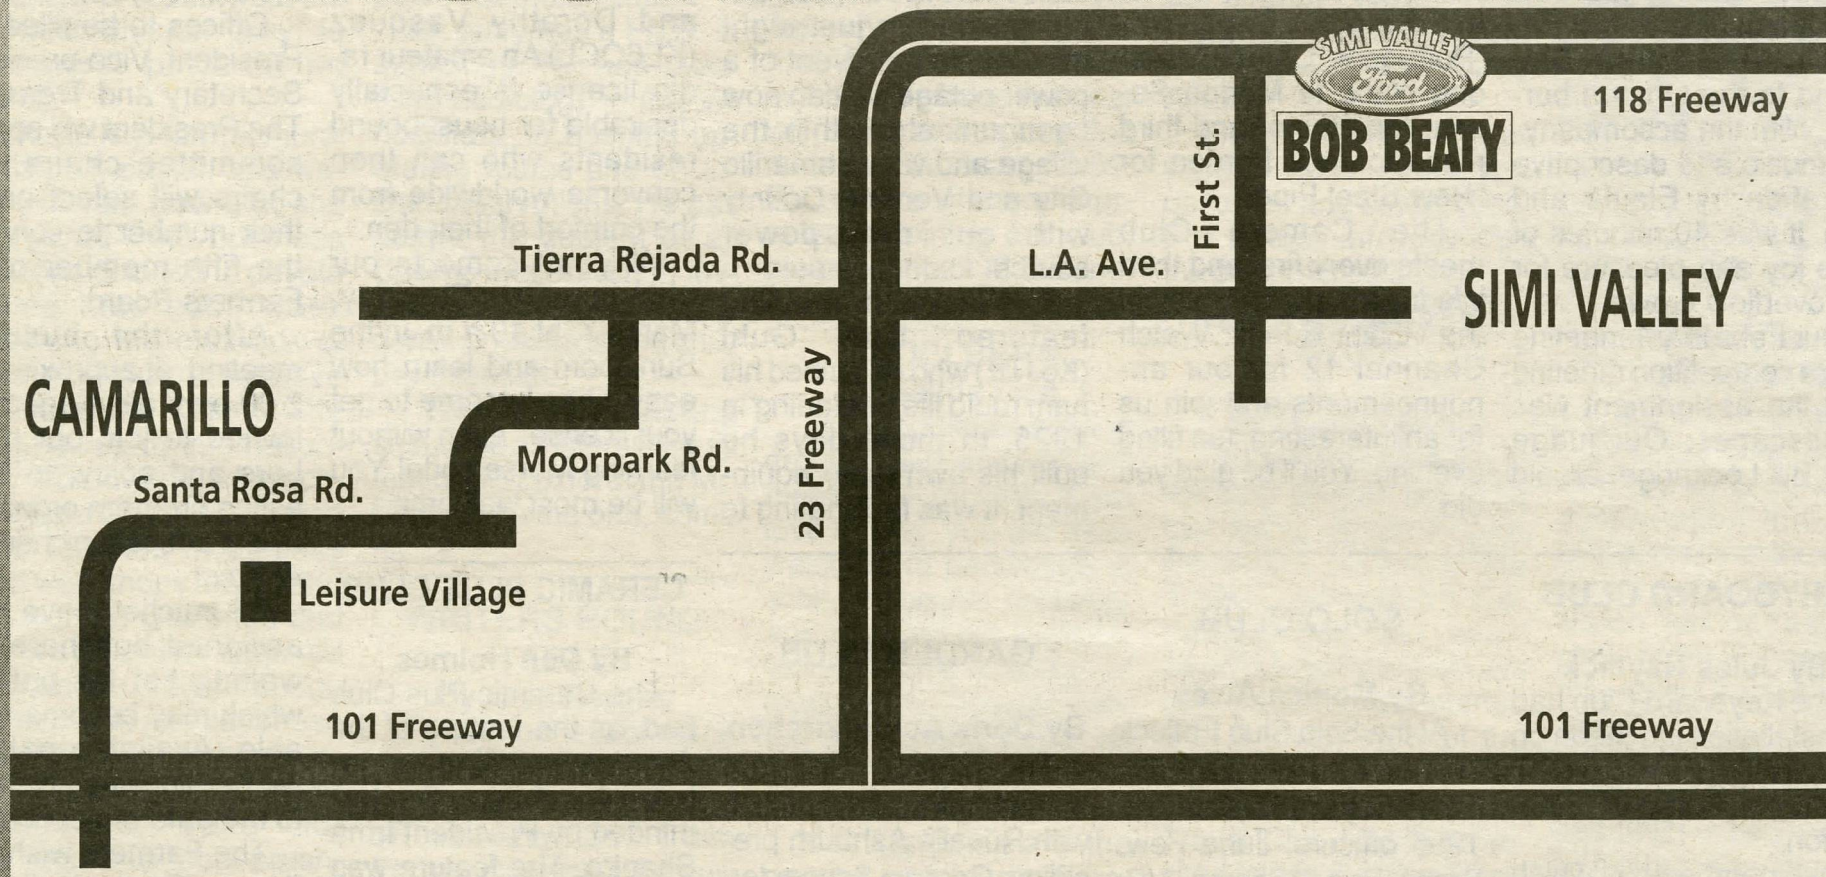 SIMI VALLEY
Ford
118 Freeway
BOB BEATY
First St.
Tierra Rejada Rd.
L.A. Ave.
SIMI VALLEY
CAMARILLO
23 Freeway
Moorpark Rd.
Santa Rosa Rd.
Leisure Village
101 Freeway
101 Freeway